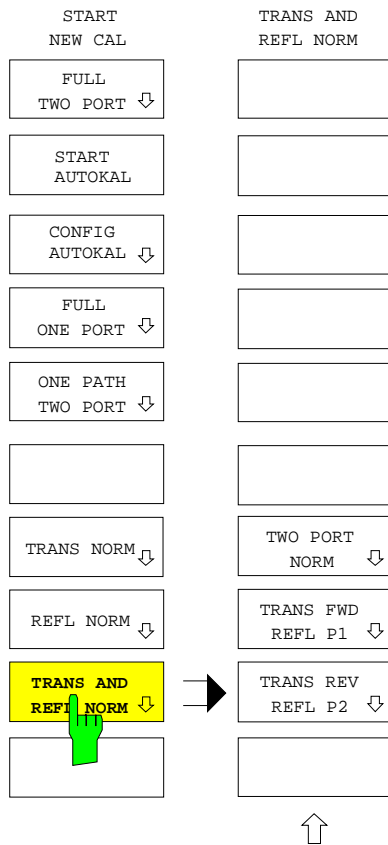 START
NEW CAL
FULL
TWO PORT
START
AUTOKAL
CONFIG
AUTOKAL
FULL
ONE PORT
ONE PATH
TWO PORT
TRANS NORM
REFL NORM
TRANS AND
REFL NORM
TRANS AND
REFL NORM
TWO PORT
NORM
TRANS FWD
REFL P1
TRANS REV
REFL P2